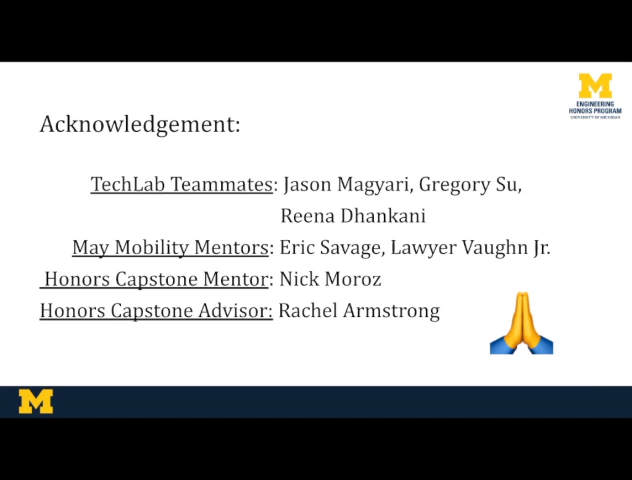 M
ENGINEERING
HONORS PROGRAM
UNIVERSITY OF MICHIGAN
Acknowledgement:
TechLab Teammates: Jason Magyari, Gregory Su,
Reena Dhankani
May Mobility Mentors: Eric Savage, Lawyer Vaughn Jr.
Honors Capstone Mentor: Nick Moroz
Honors Capstone Advisor: Rachel Armstrong
M